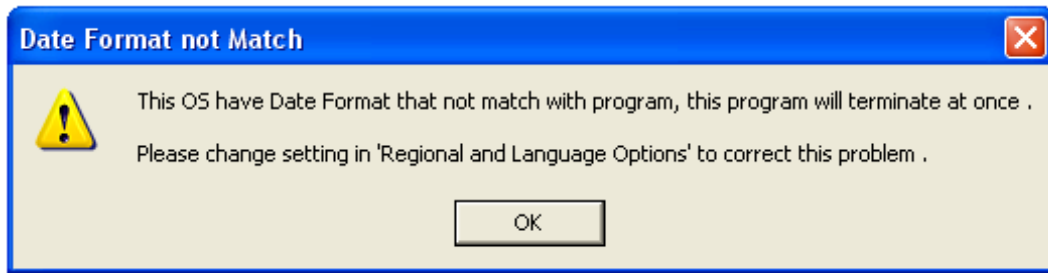 Date Format not Match
This OS have Date Format that not match with program, this program will terminate at once .
Please change setting in 'Regional and Language Options' to correct this problem .
OK